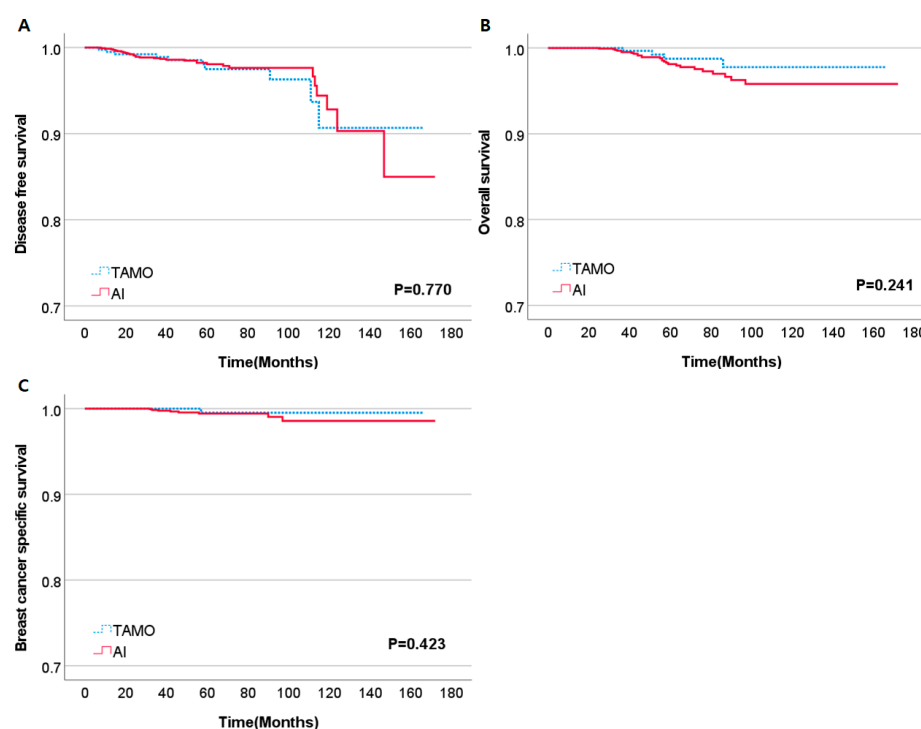 A
Disease free survival
1.0
0.9
0.8
0.7
TAMO
AI
P=0.770
0 20 40 60 80 100 120 140 160 180
Time(Months)
B
Overall survival
1.0
0.9
0.8
0.7
TAMO
AI
P=0.241
0 20 40 60 80 100 120 140 160 180
Time(Months)
C
Breast cancer specific survival
1.0
0.9
0.8
0.7
TAMO
AI
P=0.423
0 20 40 60 80 100 120 140 160 180
Time(Months)